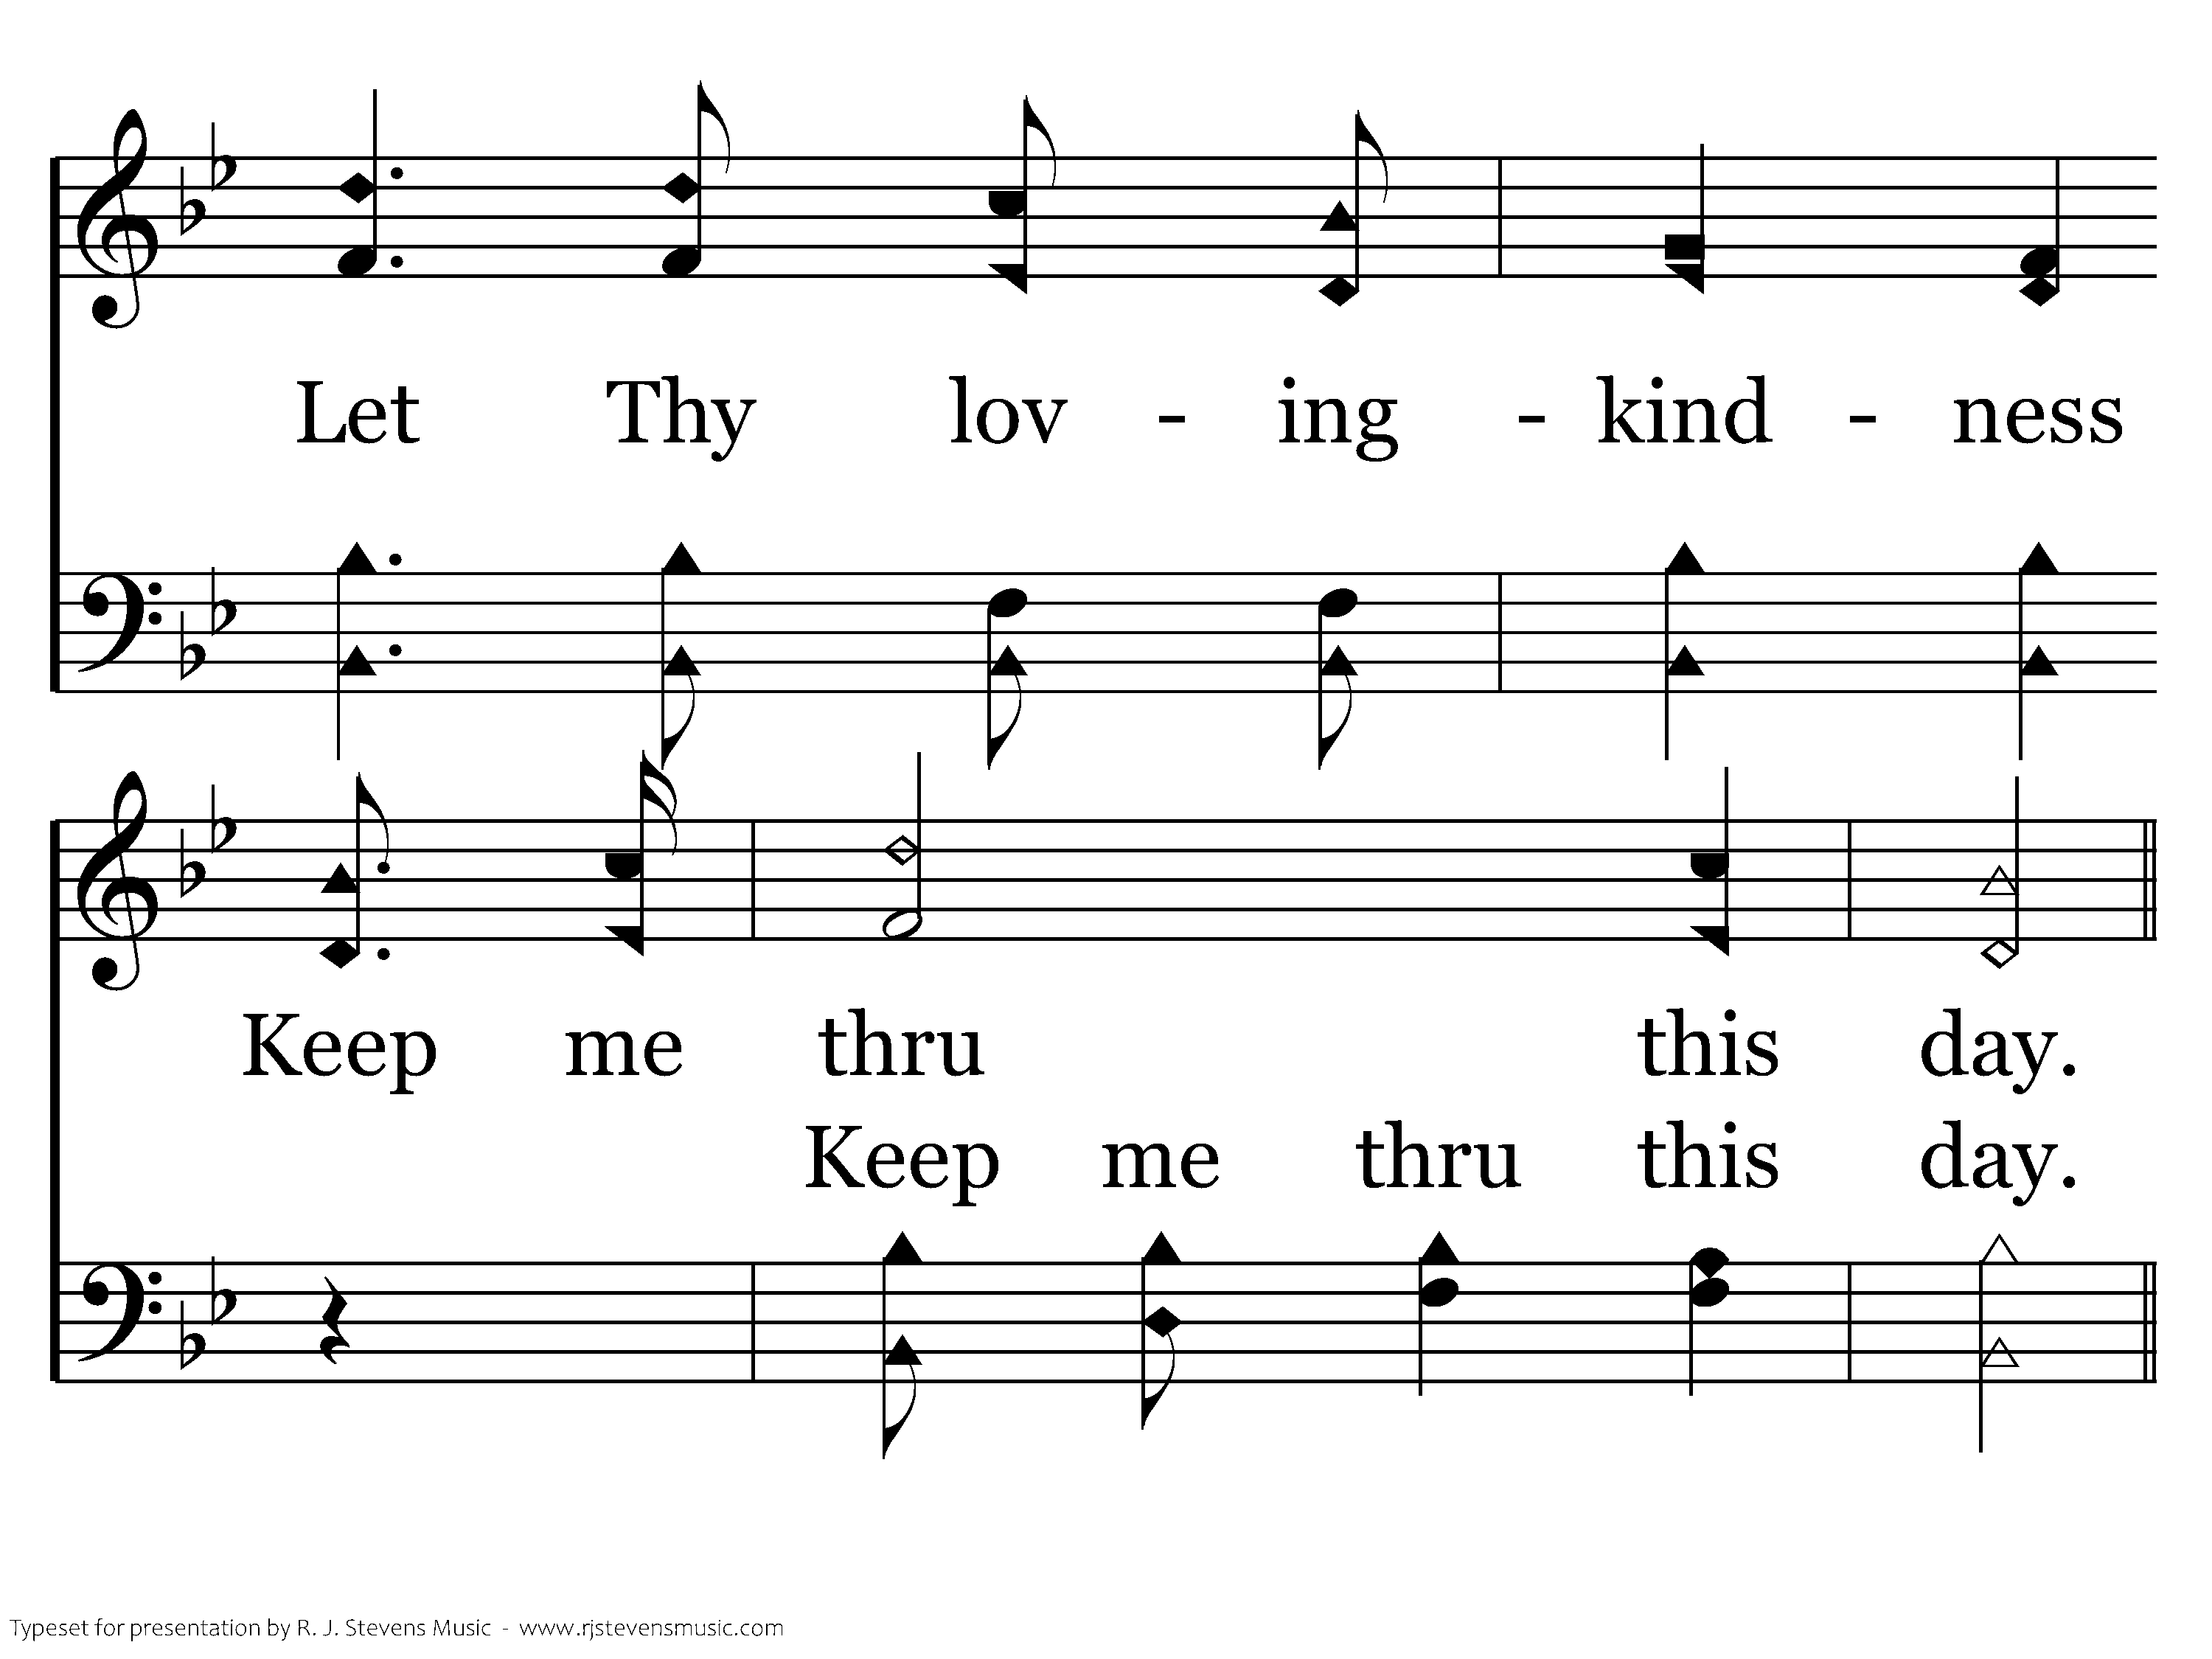 Let Thy lov - ing - kind - ness
Keep me thru this day.
Keep me thru this day.
Typeset for presentation by R. J. Stevens Music - www.rjstevensmusic.com